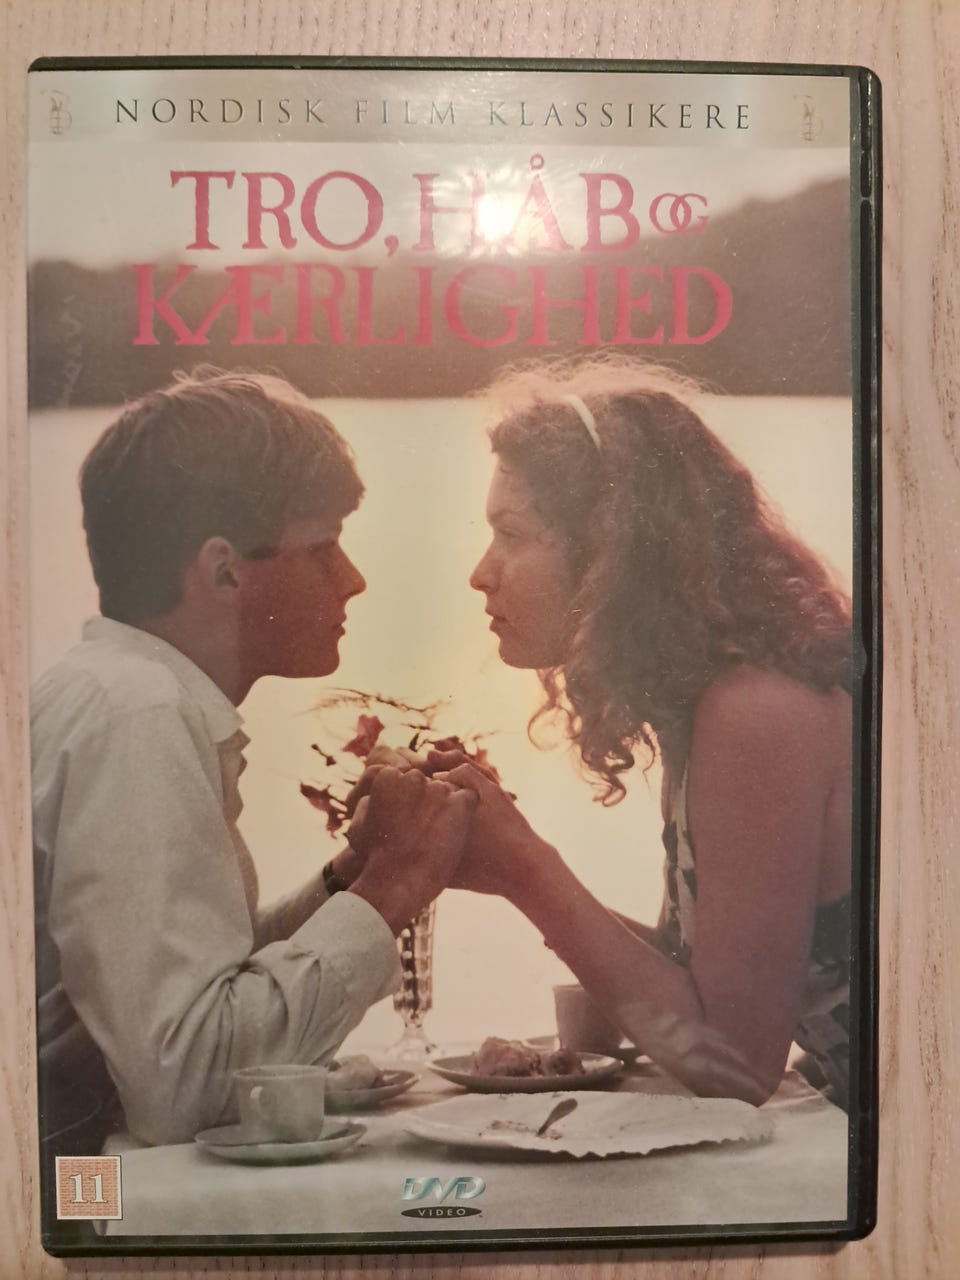 NORDISK FILM KLASSIKERE
TRO, HÅB OG
KÆRLIGHED
11
DVD
VIDEO